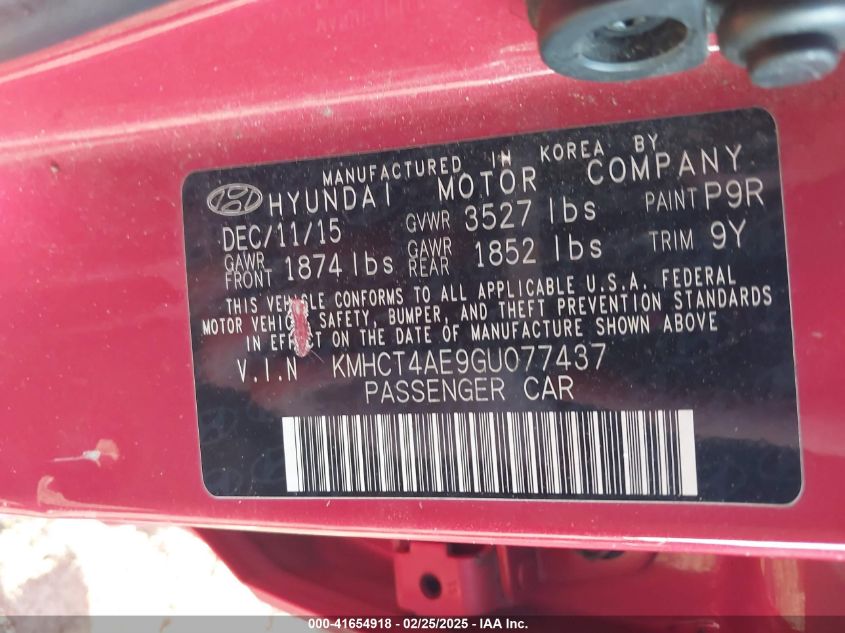 MANUFACTURED IN KOREA BY
HYUNDAI MOTOR COMPANY
DEC/11/15 GVWR 3527 lbs PAINT P9R
GAWR FRONT 1874 lbs GAWR REAR 1852 lbs TRIM 9Y
THIS VEHICLE CONFORMS TO ALL APPLICABLE U.S.A. FEDERAL
MOTOR VEHICLE SAFETY, BUMPER, AND THEFT PREVENTION STANDARDS
IN EFFECT ON THE DATE OF MANUFACTURE SHOWN ABOVE
V.I.N KMHCT4AE9GU077437
PASSENGER CAR
000-41654918 - 02/25/2025 - IAA Inc.